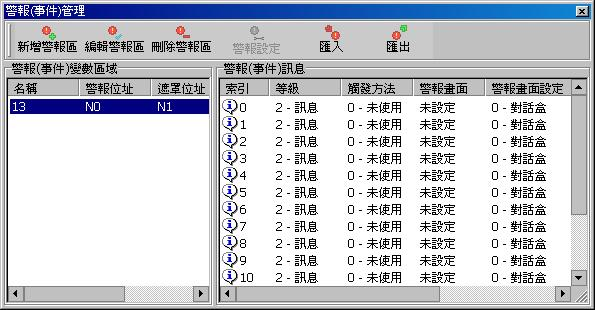 警報(事件)管理
新增警報區 編輯警報區 刪除警報區 警報設定 匯入 匯出
警報(事件)變數區域
名稱 警報位址 遮罩位址
13 N0 N1
警報(事件)訊息
索引 等級 觸發方法 警報畫面 警報畫面設定
0 2 - 訊息 0 - 未使用 未設定 0 - 對話盒
1 2 - 訊息 0 - 未使用 未設定 0 - 對話盒
2 2 - 訊息 0 - 未使用 未設定 0 - 對話盒
3 2 - 訊息 0 - 未使用 未設定 0 - 對話盒
4 2 - 訊息 0 - 未使用 未設定 0 - 對話盒
5 2 - 訊息 0 - 未使用 未設定 0 - 對話盒
6 2 - 訊息 0 - 未使用 未設定 0 - 對話盒
7 2 - 訊息 0 - 未使用 未設定 0 - 對話盒
8 2 - 訊息 0 - 未使用 未設定 0 - 對話盒
9 2 - 訊息 0 - 未使用 未設定 0 - 對話盒
10 2 - 訊息 0 - 未使用 未設定 0 - 對話盒